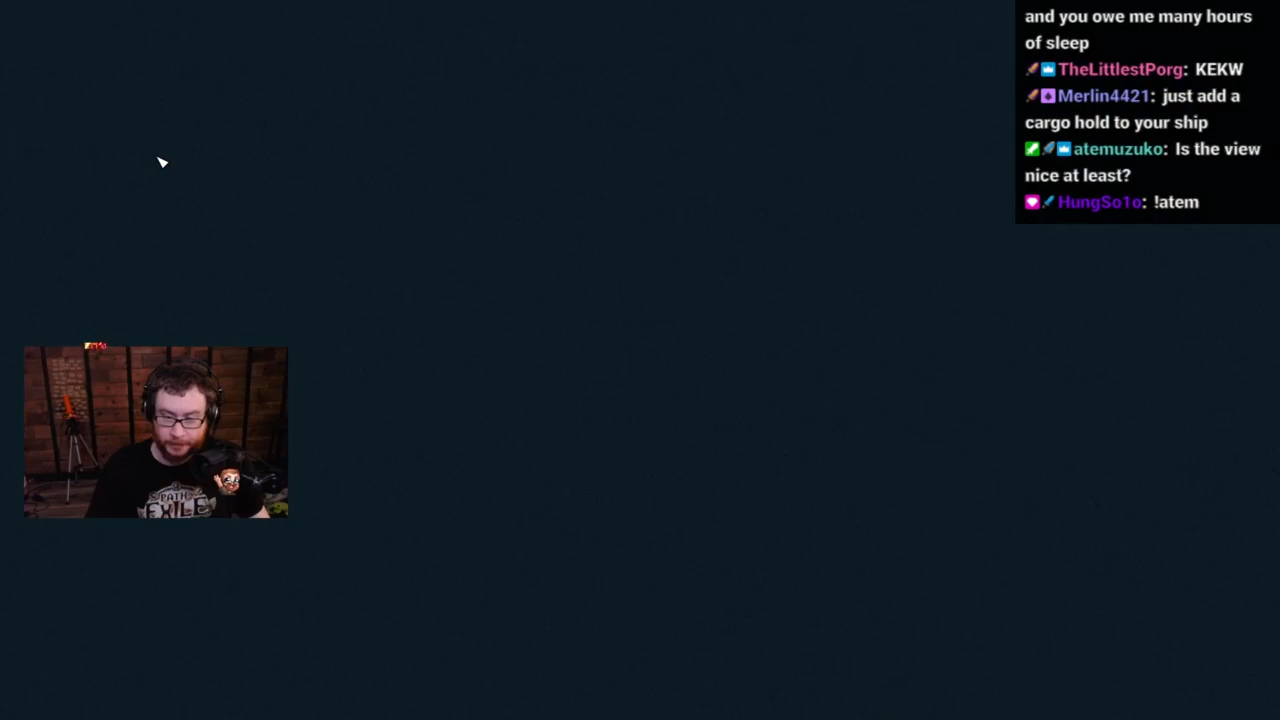 and you owe me many hours
of sleep
TheLittlestPorg: KEKW
Merlin4421: just add a
cargo hold to your ship
atemuzuko: Is the view
nice at least?
HungSo1o: !atem
PATH
EXILE